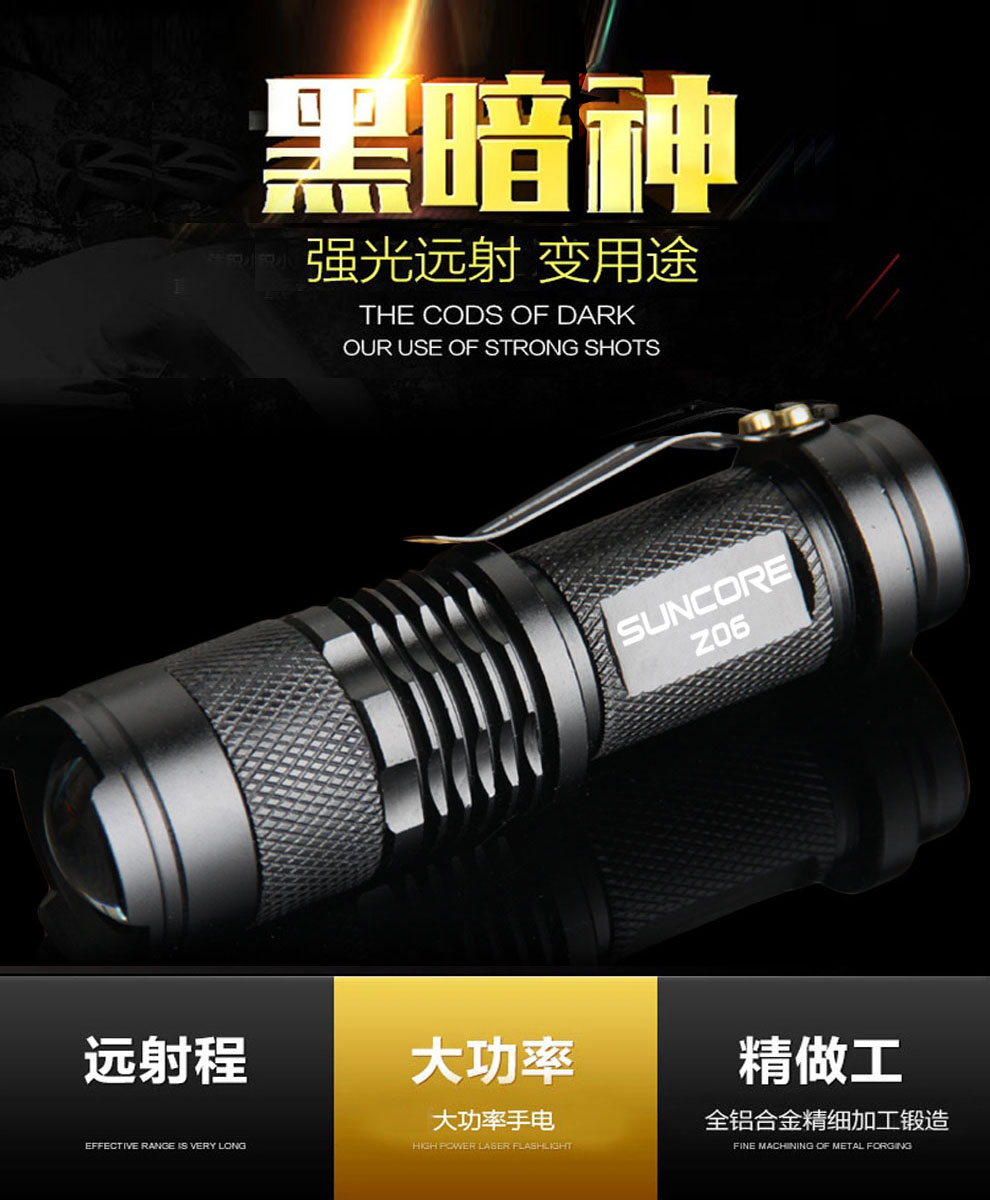 黑暗神
强光远射 变用途
THE CODS OF DARK
OUR USE OF STRONG SHOTS
SUNCORE
Z06
远射程
大功率
精做工
大功率手电
全铝合金精细加工锻造
EFFECTIVE RANGE IS VERY LONG
HIGH POWER LASER FLASHLIGHT
FINE MACHINING OF METAL FORGING